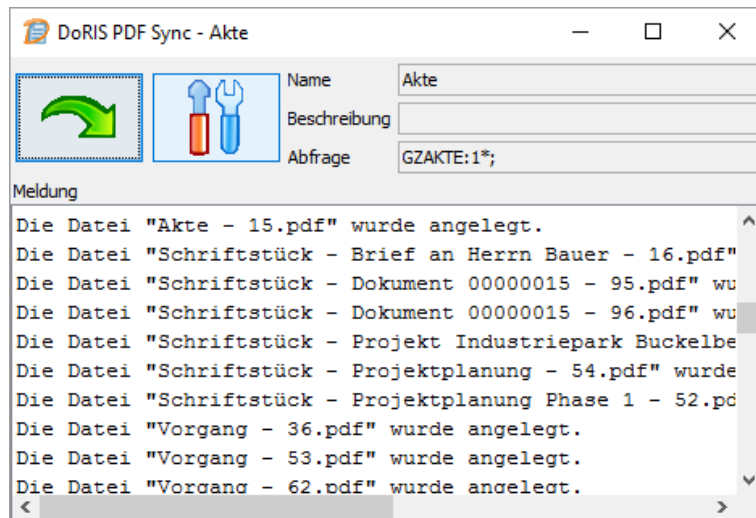 DoRIS PDF Sync - Akte
Name
Akte
Beschreibung
Abfrage
GZAKTE:1*;
Meldung
Die Datei "Akte - 15.pdf" wurde angelegt.
Die Datei "Schriftstück - Brief an Herrn Bauer - 16.pdf"
Die Datei "Schriftstück - Dokument 00000015 - 95.pdf" wu
Die Datei "Schriftstück - Dokument 00000015 - 96.pdf" wu
Die Datei "Schriftstück - Projekt Industriepark Buckelbe
Die Datei "Schriftstück - Projektplanung - 54.pdf" wurde
Die Datei "Schriftstück - Projektplanung Phase 1 - 52.pd
Die Datei "Vorgang - 36.pdf" wurde angelegt.
Die Datei "Vorgang - 53.pdf" wurde angelegt.
Die Datei "Vorgang - 62.pdf" wurde angelegt.